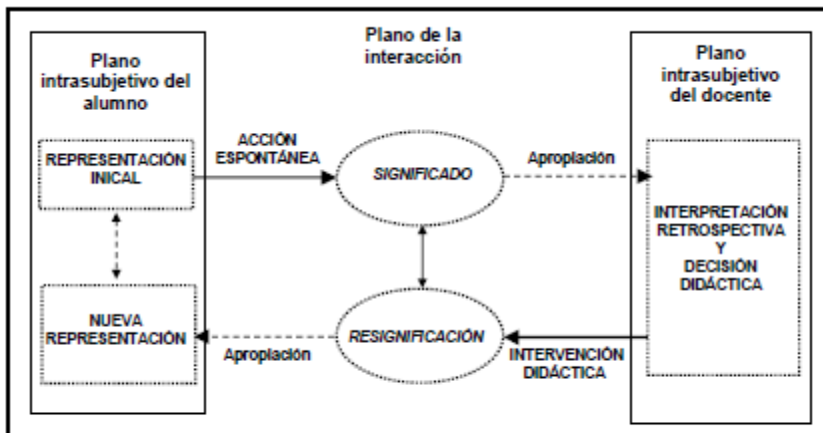 Plano
intrasubjetivo del
alumno
Plano de la
interacción
Plano
intrasubjetivo
del docente
REPRESENTACIÓN
INICAL
ACCIÓN
ESPONTÁNEA
SIGNIFICADO
Apropiación
INTERPRETACIÓN
RETROSPECTIVA
Y
DECISIÓN
DIDÁCTICA
NUEVA
REPRESENTACIÓN
Apropiación
RESIGNIFICACIÓN
INTERVENCIÓN
DIDÁCTICA